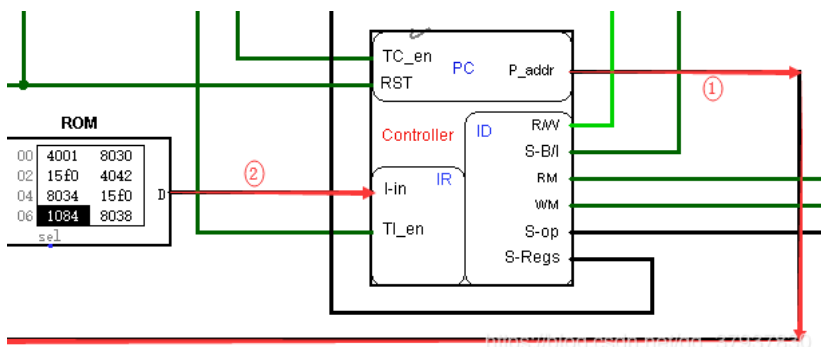 TC_en
PC
P_addr
RST
①
ROM
R/W
Controller
ID
S-B/I
00 4001 8030
02 15f0 4042
04 8034 15f0
06 1084 8038
D
sel
②
I-in
IR
RM
WM
TI_en
S-op
S-Regs